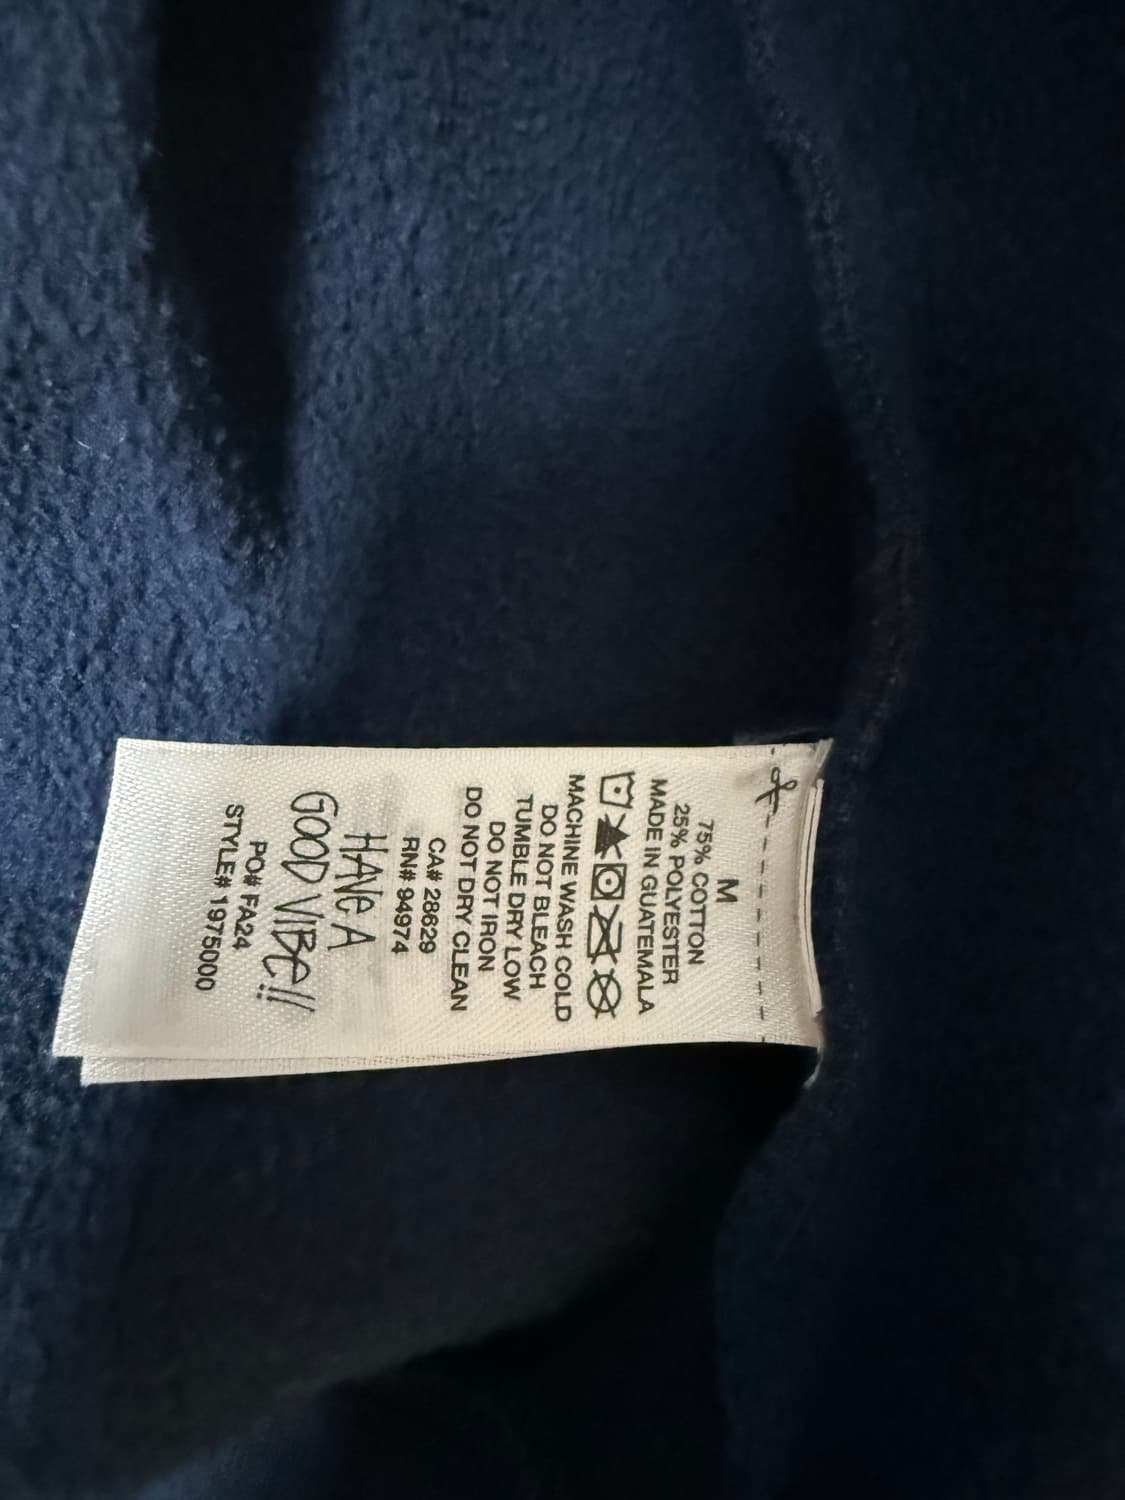 M
75% COTTON
25% POLYESTER
MADE IN GUATEMALA
MACHINE WASH COLD
DO NOT BLEACH
TUMBLE DRY LOW
DO NOT IRON
DO NOT DRY CLEAN
CA# 28629
RN# 94974
HAVE A
GOOD VIBE!!
PO# FA24
STYLE# 1975000